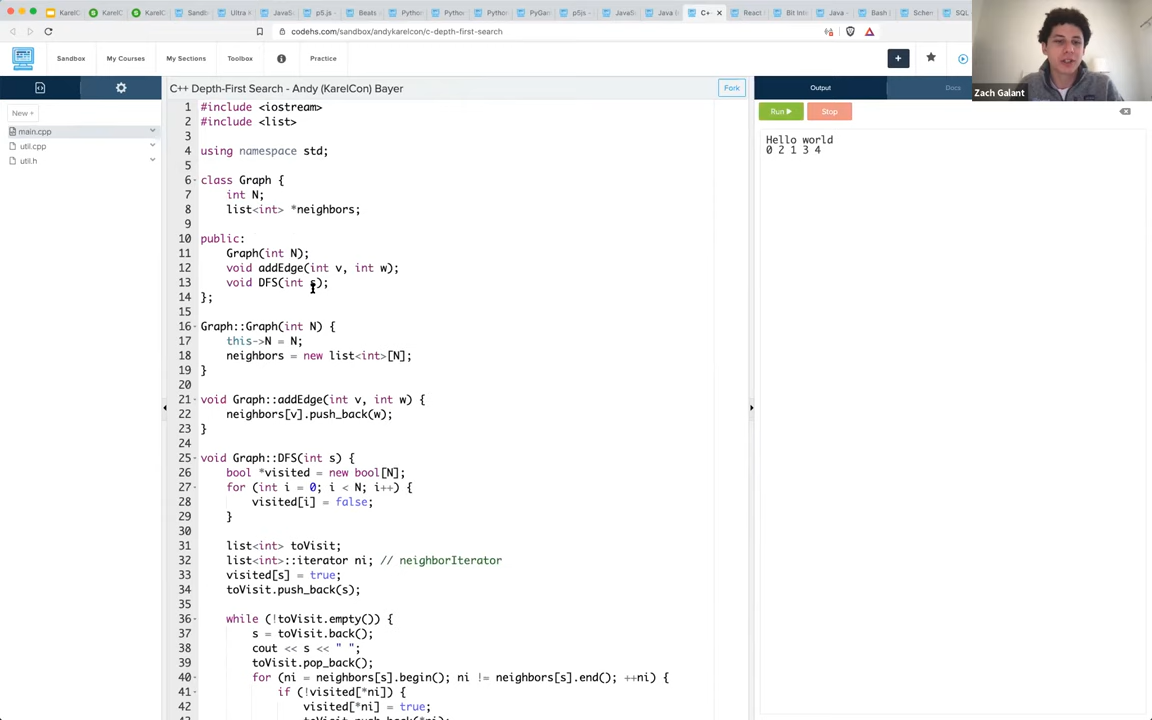 KarelC
KarelC
KarelC
Sandb
Ultra K
JavaS
p5.js -
Beats
Pytho
Pytho
Pytho
PyGan
p5js -
JavaS
Java (
C++
React
Bit Int
Java -
Bash |
Schem
SQL
codehs.com/sandbox/andykarelcon/c-depth-first-search
Sandbox My Courses My Sections Toolbox Practice
C++ Depth-First Search - Andy (KarelCon) Bayer Fork
Output Docs
Zach Galant
New +
main.cpp
util.cpp
util.h
Run Stop
Hello world
0 2 1 3 4
1 #include <iostream>
2 #include <list>
3
4 using namespace std;
5
6 class Graph {
7 int N;
8 list<int> *neighbors;
9
10 public:
11 Graph(int N);
12 void addEdge(int v, int w);
13 void DFS(int s);
14 };
15
16 Graph::Graph(int N) {
17 this->N = N;
18 neighbors = new list<int>[N];
19 }
20
21 void Graph::addEdge(int v, int w) {
22 neighbors[v].push_back(w);
23 }
24
25 void Graph::DFS(int s) {
26 bool *visited = new bool[N];
27 for (int i = 0; i < N; i++) {
28 visited[i] = false;
29 }
30
31 list<int> toVisit;
32 list<int>::iterator ni; // neighborIterator
33 visited[s] = true;
34 toVisit.push_back(s);
35
36 while (!toVisit.empty()) {
37 s = toVisit.back();
38 cout << s << " ";
39 toVisit.pop_back();
40 for (ni = neighbors[s].begin(); ni != neighbors[s].end(); ++ni) {
41 if (!visited[*ni]) {
42 visited[*ni] = true;
toVisit.push_back(*ni);